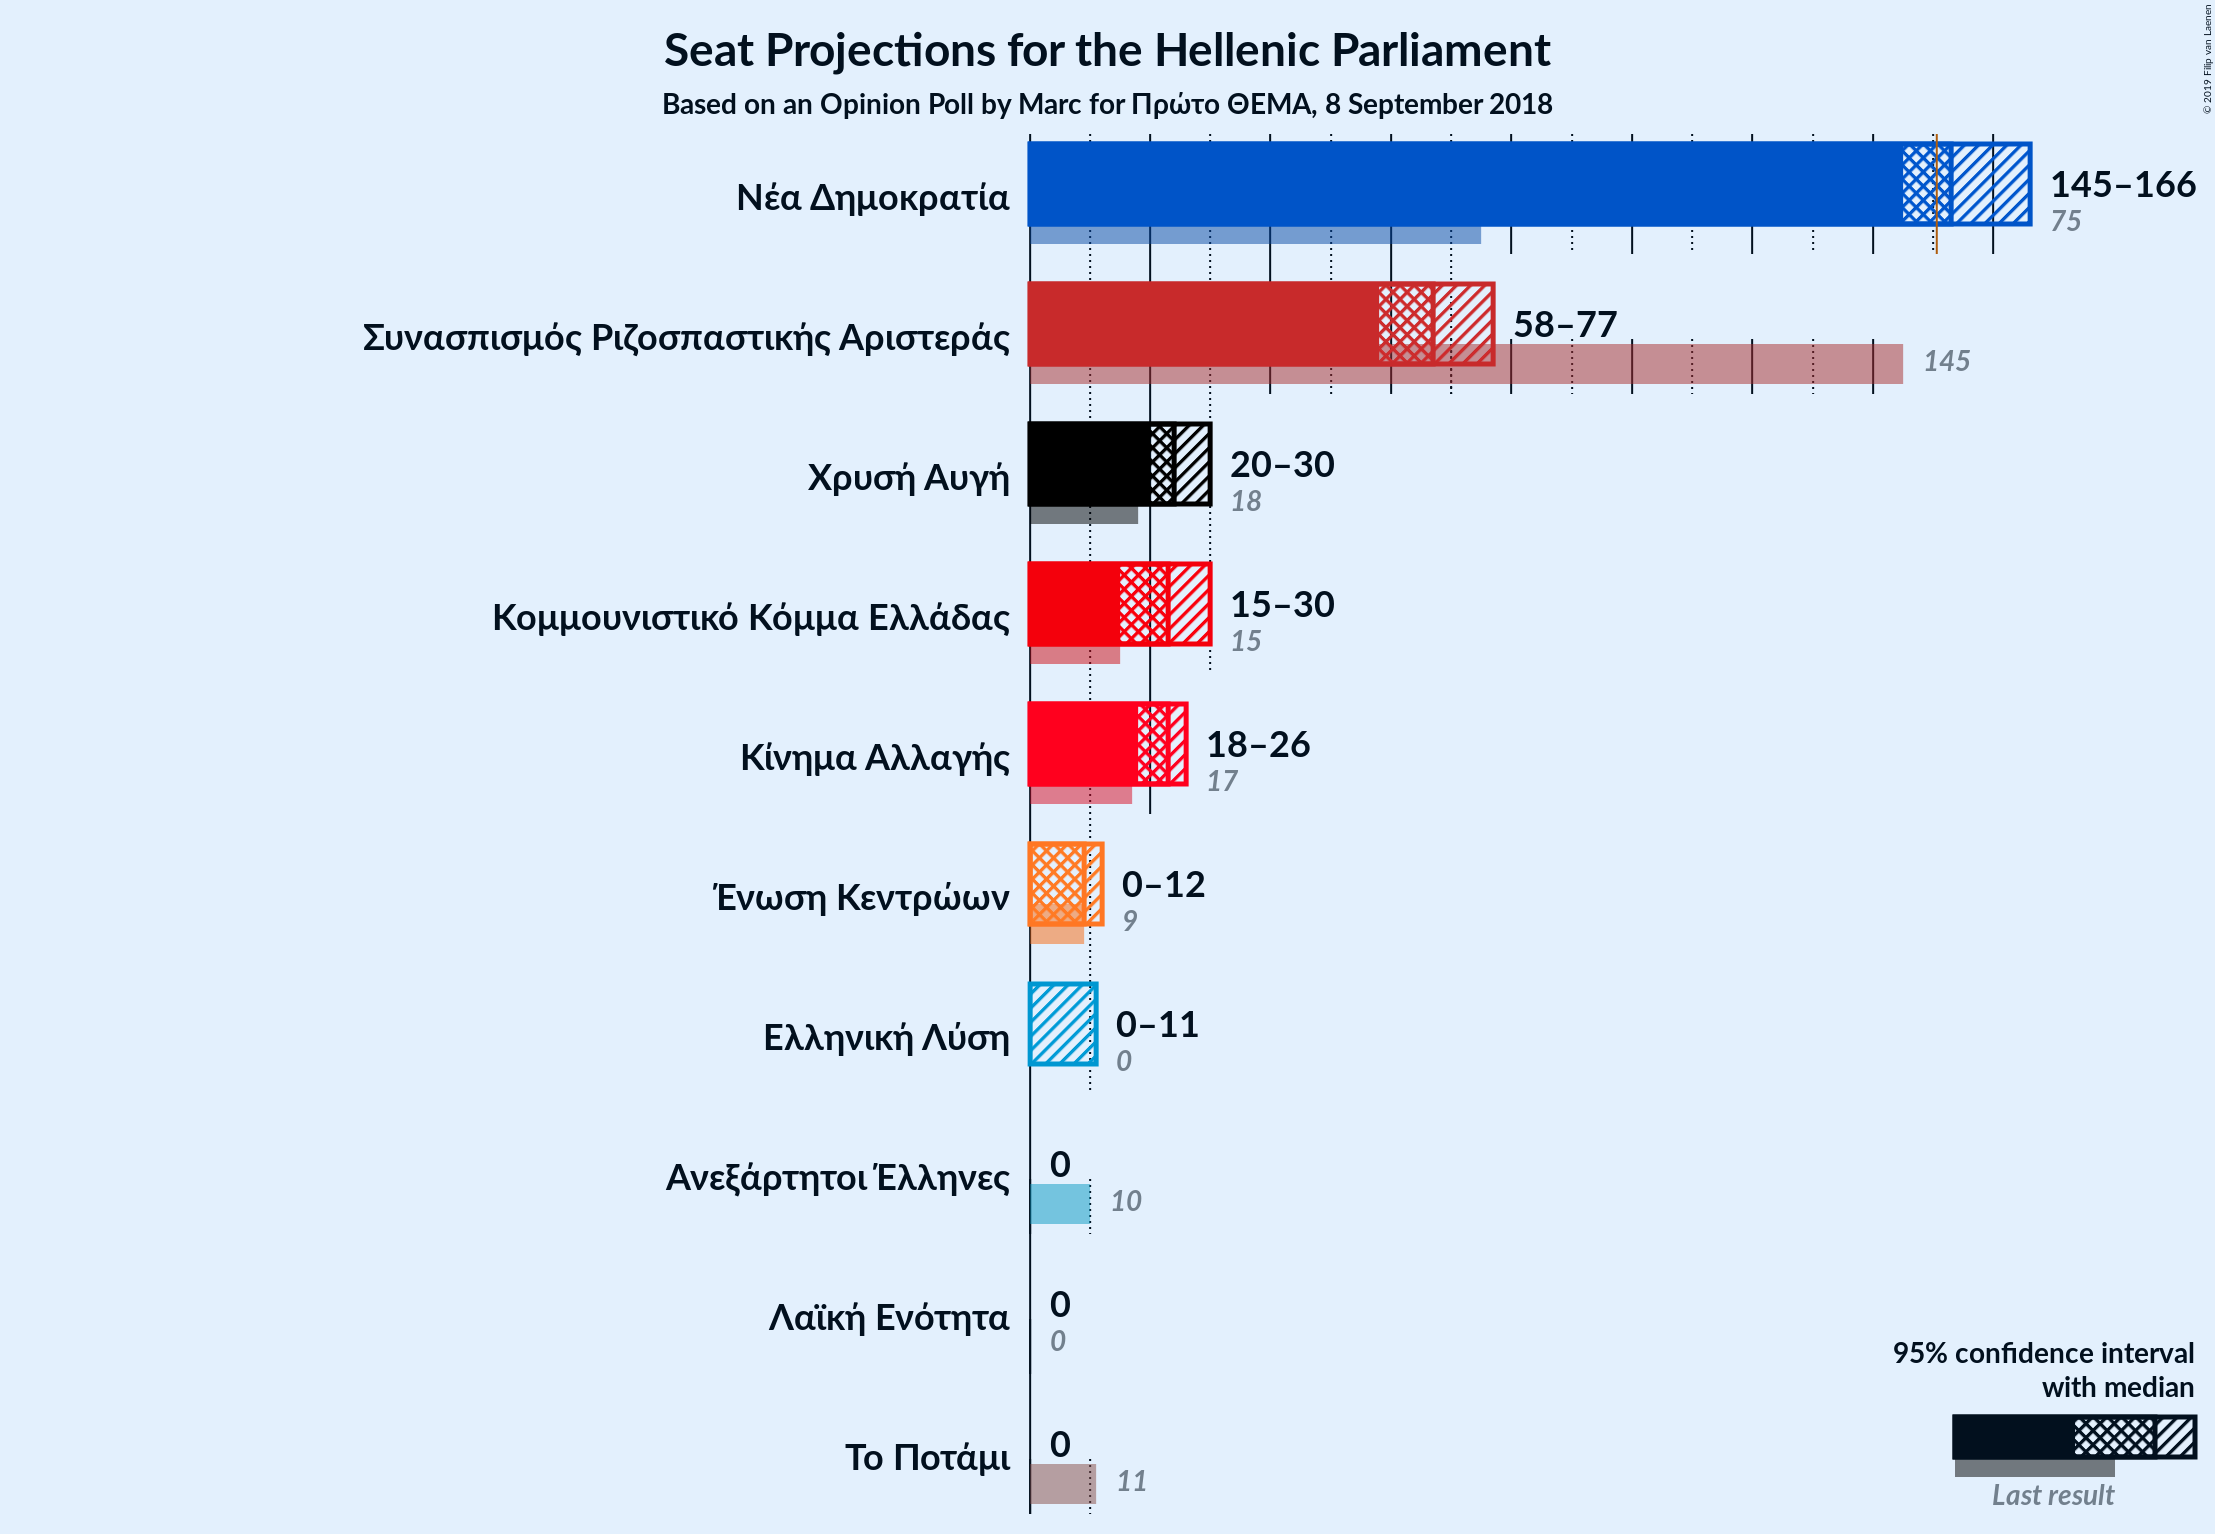 Seat Projections for the Hellenic Parliament
Based on an Opinion Poll by Marc for Πρώτο ΘΕΜΑ, 8 September 2018
© 2019 Filip van Laenen
Νέα Δημοκρατία
145–166
75
Συνασπισμός Ριζοσπαστικής Αριστεράς
58–77
145
Χρυσή Αυγή
20–30
18
Κομμουνιστικό Κόμμα Ελλάδας
15–30
15
Κίνημα Αλλαγής
18–26
17
Ένωση Κεντρώων
0–12
9
Ελληνική Λύση
0–11
0
Ανεξάρτητοι Έλληνες
0
10
Λαϊκή Ενότητα
0
0
Το Ποτάμι
0
11
95% confidence interval
with median
Last result